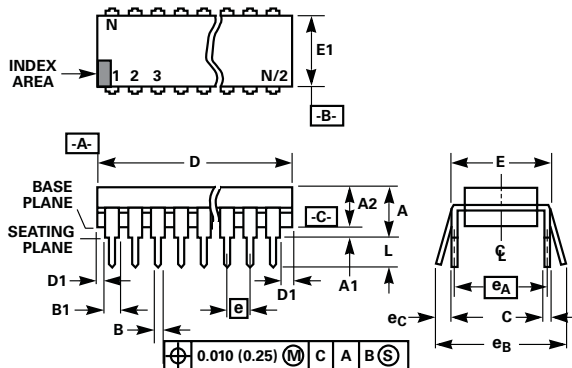 N
E1
INDEX
AREA
1 2 3 N/2
-B-
-A-
D
E
BASE
PLANE
-C-
A2
A
SEATING
PLANE
L
C
L
D1
D1
A1
B1
e
eA
B
eC
C
eB
0.010 (0.25) M C A B S